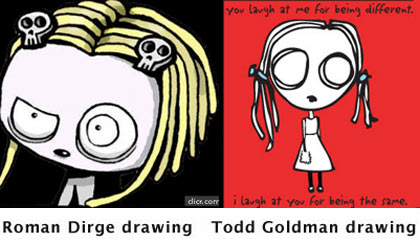 you laugh at me for being different.
clicr.com
i laugh at you for being the same.
Roman Dirge drawing
Todd Goldman drawing